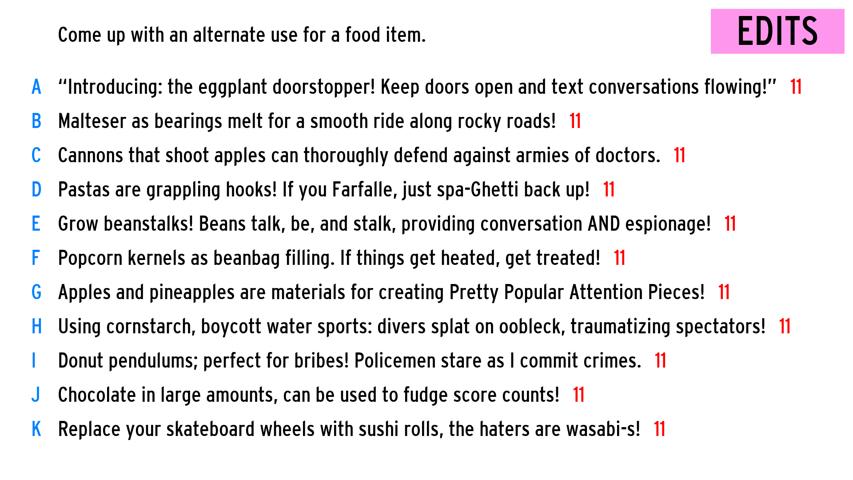 Come up with an alternate use for a food item.
EDITS
A “Introducing: the eggplant doorstopper! Keep doors open and text conversations flowing!” 11
B Malteser as bearings melt for a smooth ride along rocky roads! 11
C Cannons that shoot apples can thoroughly defend against armies of doctors. 11
D Pastas are grappling hooks! If you Farfalle, just spa-Ghetti back up! 11
E Grow beanstalks! Beans talk, be, and stalk, providing conversation AND espionage! 11
F Popcorn kernels as beanbag filling. If things get heated, get treated! 11
G Apples and pineapples are materials for creating Pretty Popular Attention Pieces! 11
H Using cornstarch, boycott water sports: divers splat on oobleck, traumatizing spectators! 11
I Donut pendulums; perfect for bribes! Policemen stare as I commit crimes. 11
J Chocolate in large amounts, can be used to fudge score counts! 11
K Replace your skateboard wheels with sushi rolls, the haters are wasabi-s! 11